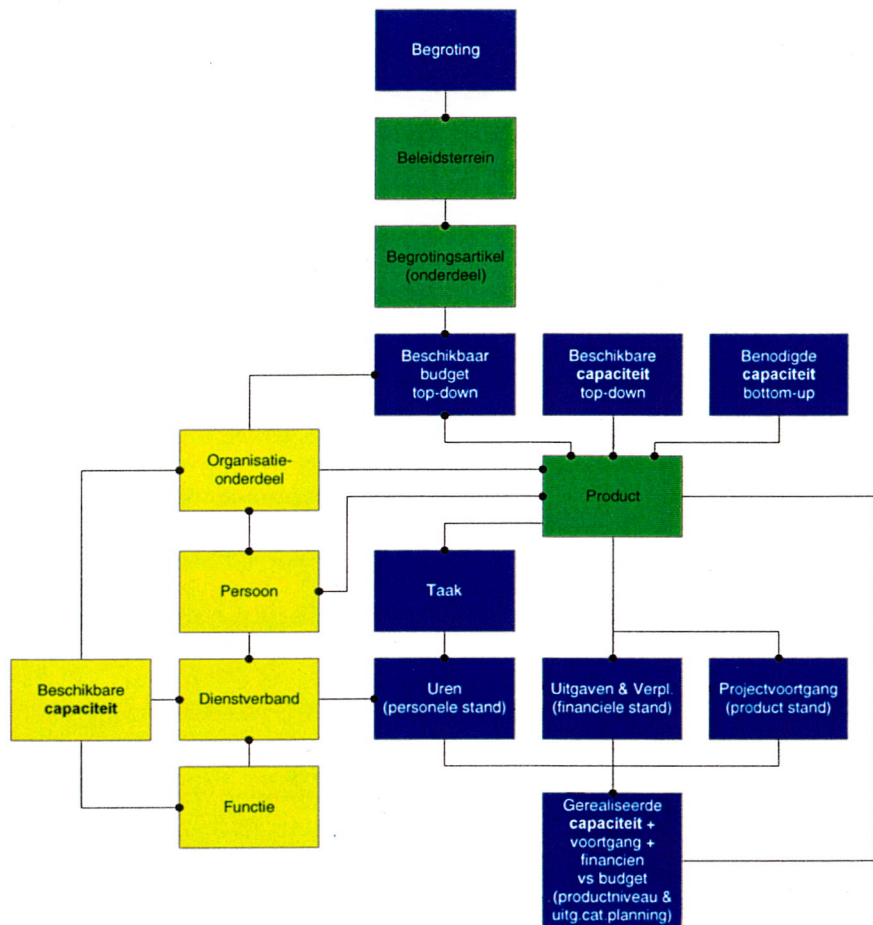 Begroting
Beleidsterrein
Begrotingsartikel
(onderdeel)
Beschikbaar
budget
top-down
Beschikbare
capaciteit
top-down
Benodigde
capaciteit
bottom-up
Organisatie-
onderdeel
Product
Persoon
Taak
Beschikbare
capaciteit
Dienstverband
Uren
(personele stand)
Uitgaven & Verpl.
(financiele stand)
Projectvoortgang
(product stand)
Functie
Gerealiseerde
capaciteit +
voortgang +
financien
vs budget
(productniveau &
uitg.cat.planning)